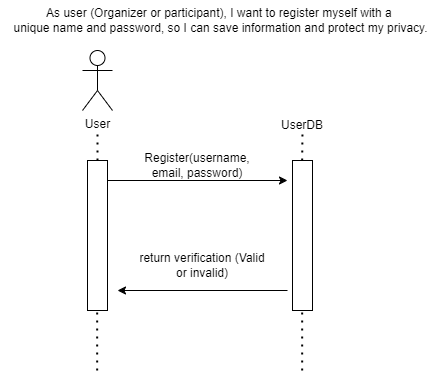 As user (Organizer or participant), I want to register myself with a
unique name and password, so I can save information and protect my privacy.
User
UserDB
Register(username,
email, password)
return verification (Valid
or invalid)